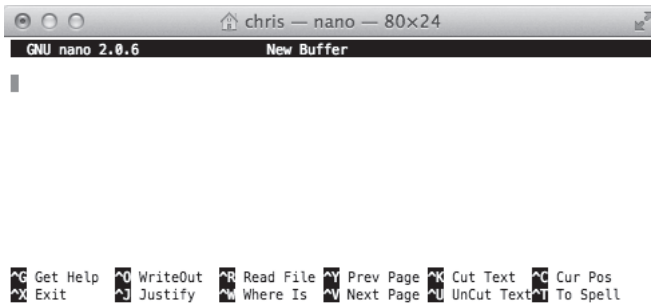 chris — nano — 80×24
GNU nano 2.0.6 New Buffer
^G Get Help ^O WriteOut ^R Read File ^Y Prev Page ^K Cut Text ^C Cur Pos
^X Exit ^J Justify ^W Where Is ^V Next Page ^U UnCut Text ^T To Spell